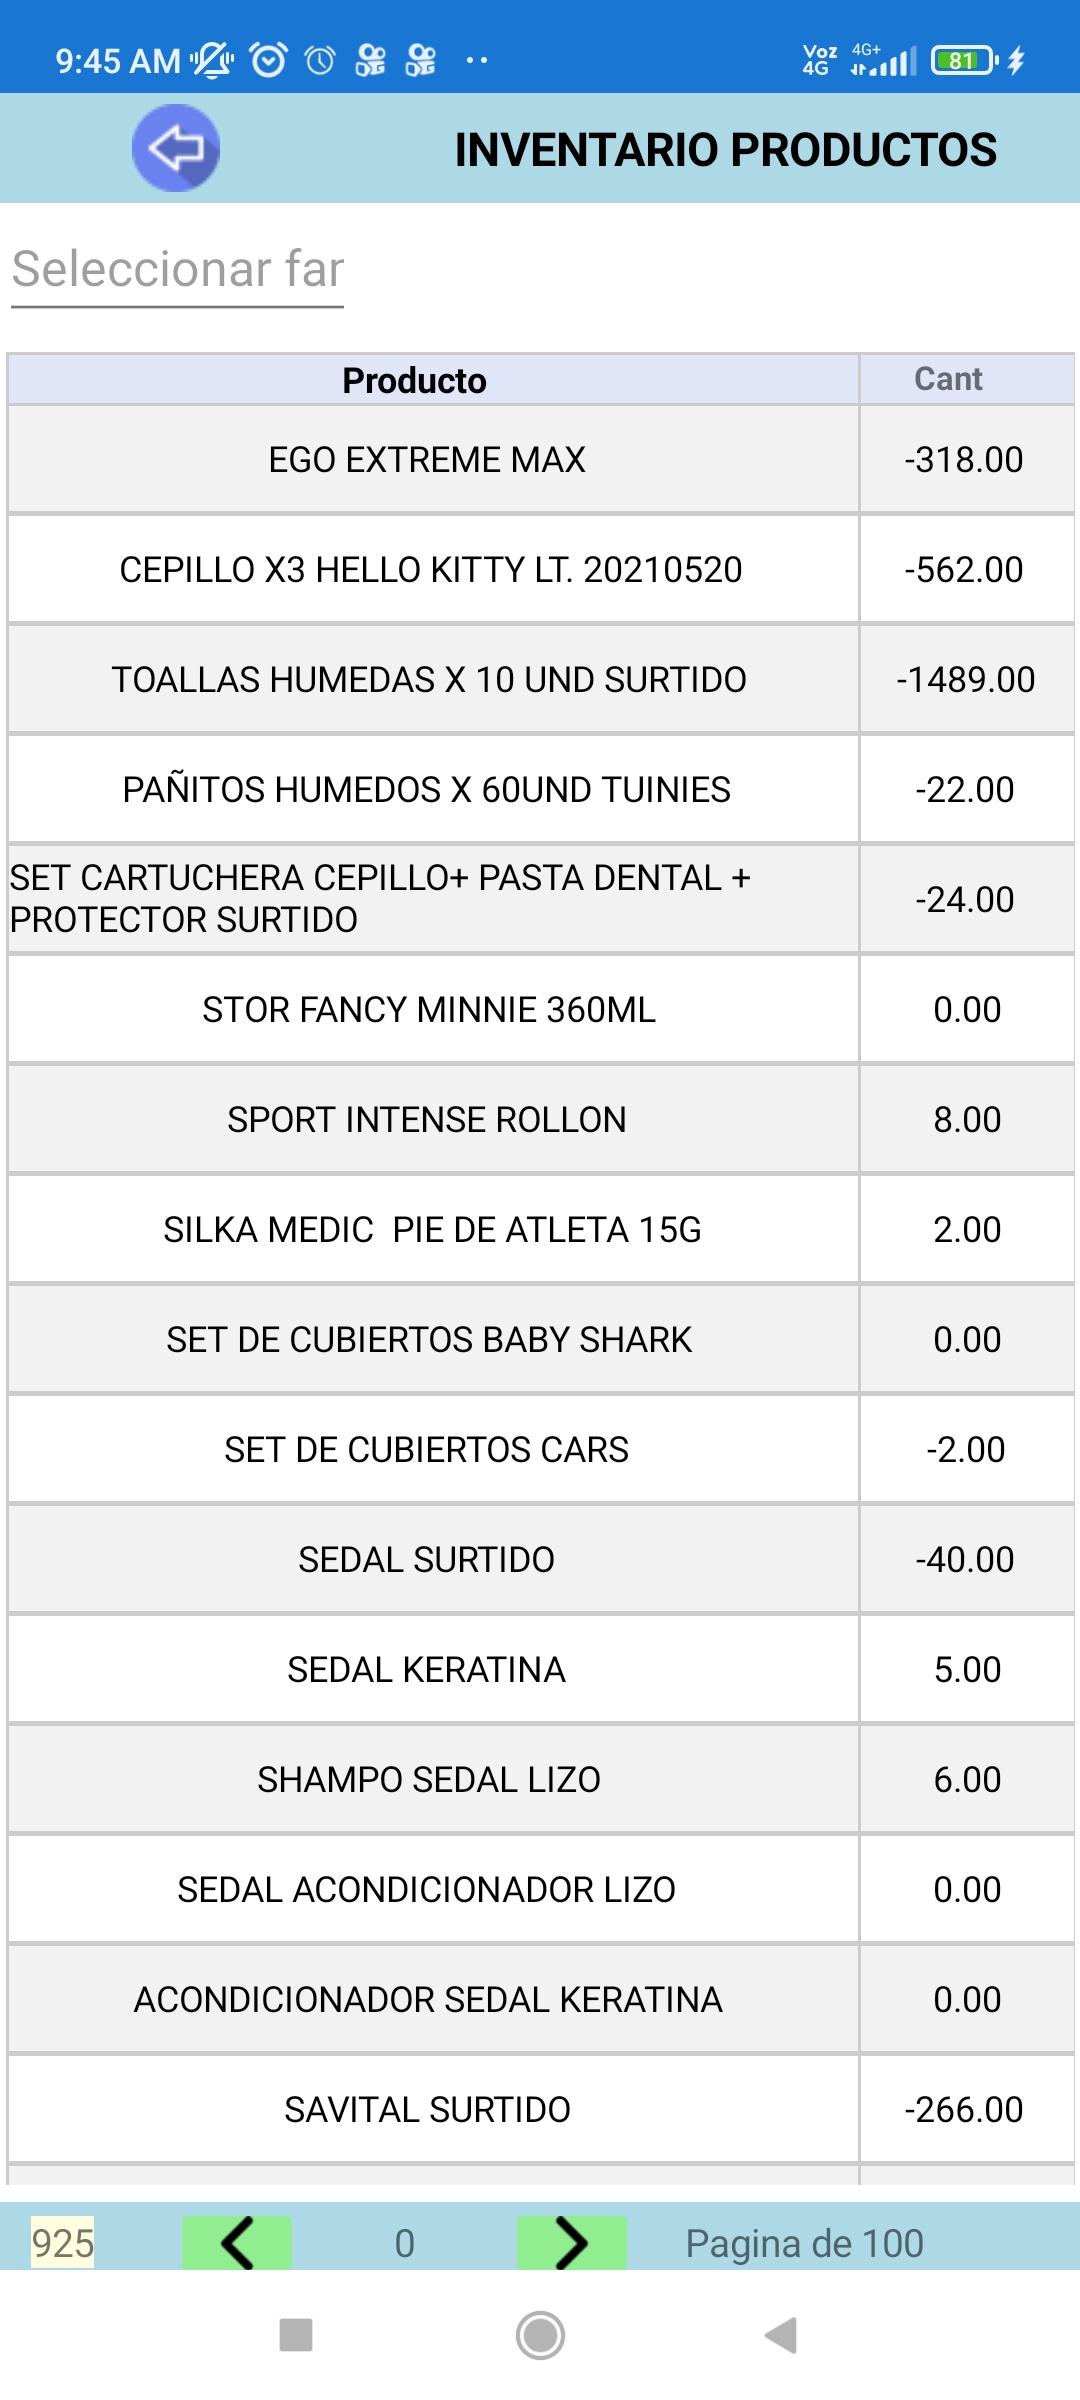 9:45 AM
Voz 4G
4G+
81
INVENTARIO PRODUCTOS
Seleccionar far
Producto Cant
EGO EXTREME MAX -318.00
CEPILLO X3 HELLO KITTY LT. 20210520 -562.00
TOALLAS HUMEDAS X 10 UND SURTIDO -1489.00
PAÑITOS HUMEDOS X 60UND TUINIES -22.00
SET CARTUCHERA CEPILLO+ PASTA DENTAL +
PROTECTOR SURTIDO -24.00
STOR FANCY MINNIE 360ML 0.00
SPORT INTENSE ROLLON 8.00
SILKA MEDIC  PIE DE ATLETA 15G 2.00
SET DE CUBIERTOS BABY SHARK 0.00
SET DE CUBIERTOS CARS -2.00
SEDAL SURTIDO -40.00
SEDAL KERATINA 5.00
SHAMPO SEDAL LIZO 6.00
SEDAL ACONDICIONADOR LIZO 0.00
ACONDICIONADOR SEDAL KERATINA 0.00
SAVITAL SURTIDO -266.00
925 0 Pagina de 100